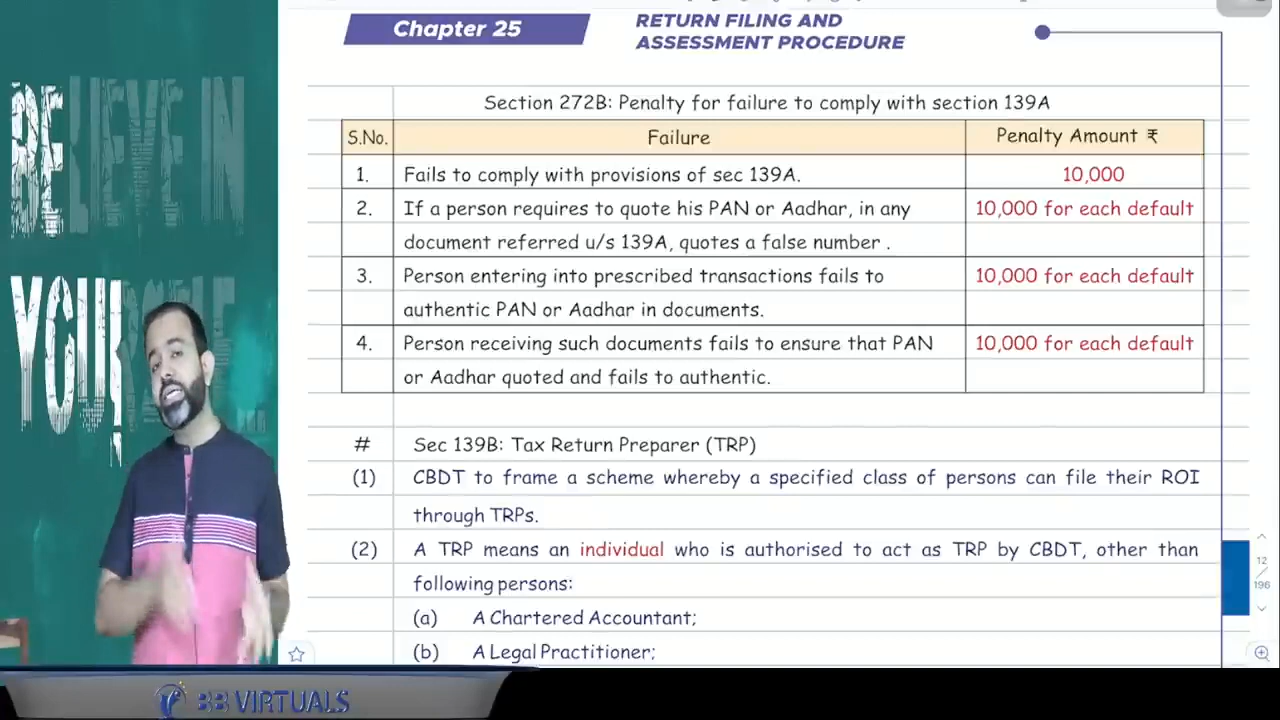 Chapter 25
RETURN FILING AND
ASSESSMENT PROCEDURE
BELIEVE IN
YOURSELF
Section 272B: Penalty for failure to comply with section 139A
S.No. Failure Penalty Amount ₹
1. Fails to comply with provisions of sec 139A. 10,000
2. If a person requires to quote his PAN or Aadhar, in any 10,000 for each default
document referred u/s 139A, quotes a false number .
3. Person entering into prescribed transactions fails to 10,000 for each default
authentic PAN or Aadhar in documents.
4. Person receiving such documents fails to ensure that PAN 10,000 for each default
or Aadhar quoted and fails to authentic.
# Sec 139B: Tax Return Preparer (TRP)
(1) CBDT to frame a scheme whereby a specified class of persons can file their ROI
through TRPs.
(2) A TRP means an individual who is authorised to act as TRP by CBDT, other than
following persons:
(a) A Chartered Accountant;
(b) A Legal Practitioner;
12
/
196
BB VIRTUALS